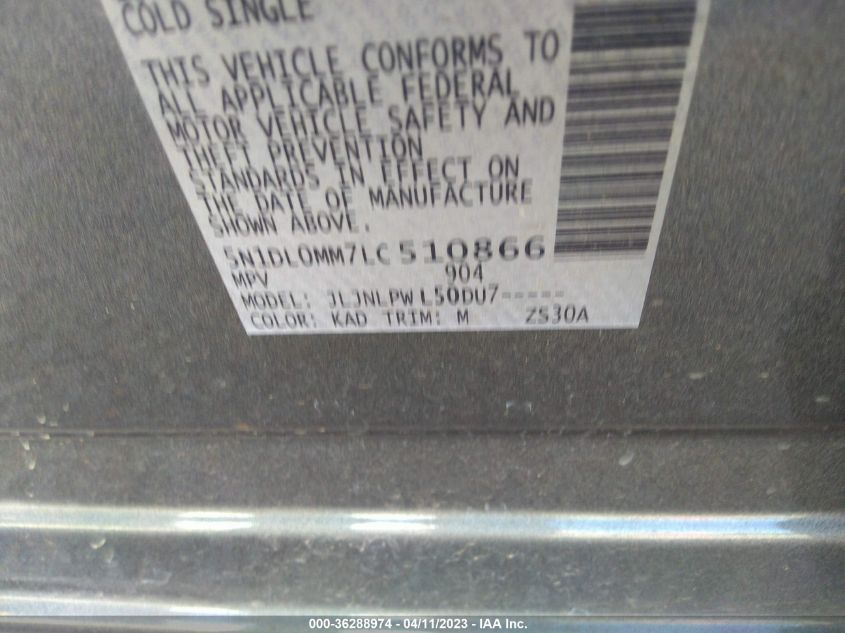 COLD SINGLE
THIS VEHICLE CONFORMS TO
ALL APPLICABLE FEDERAL
MOTOR VEHICLE SAFETY AND
THEFT PREVENTION
STANDARDS IN EFFECT ON
THE DATE OF MANUFACTURE
SHOWN ABOVE.
5N1DL0MM7LC510866
MPV 904
MODEL: JLJNLPWL50DU7-----
COLOR: KAD TRIM: M ZS30A
000-36288974 - 04/11/2023 - IAA Inc.